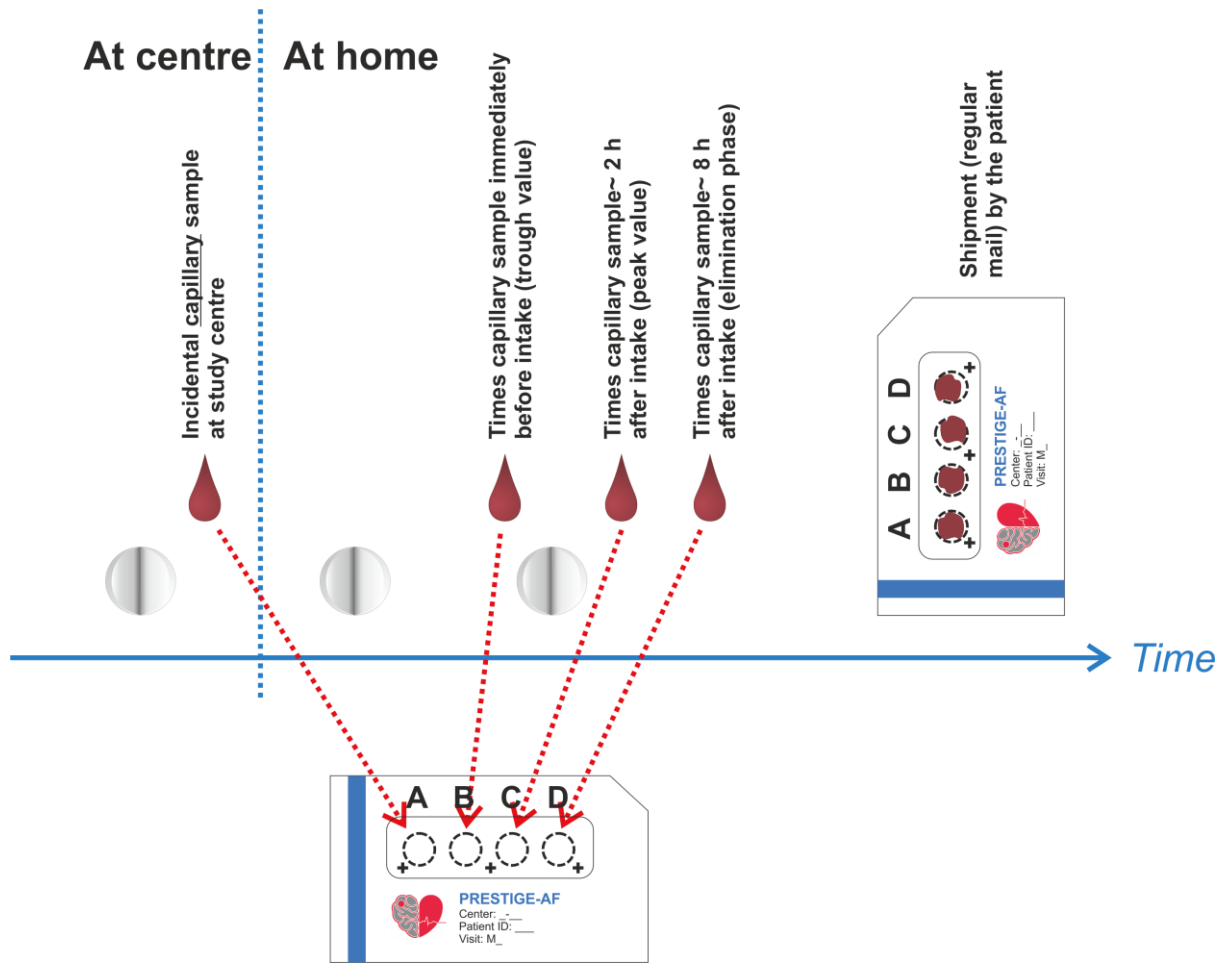 At centre
At home
Incidental capillary sample
at study centre
Times capillary sample immediately
before intake (trough value)
Times capillary sample~ 2 h
after intake (peak value)
Times capillary sample~ 8 h
after intake (elimination phase)
Shipment (regular
mail) by the patient
A B C D
PRESTIGE-AF
Center: _-__
Patient ID: ___
Visit: M_
Time
A B C D
PRESTIGE-AF
Center: _-__
Patient ID: ___
Visit: M_